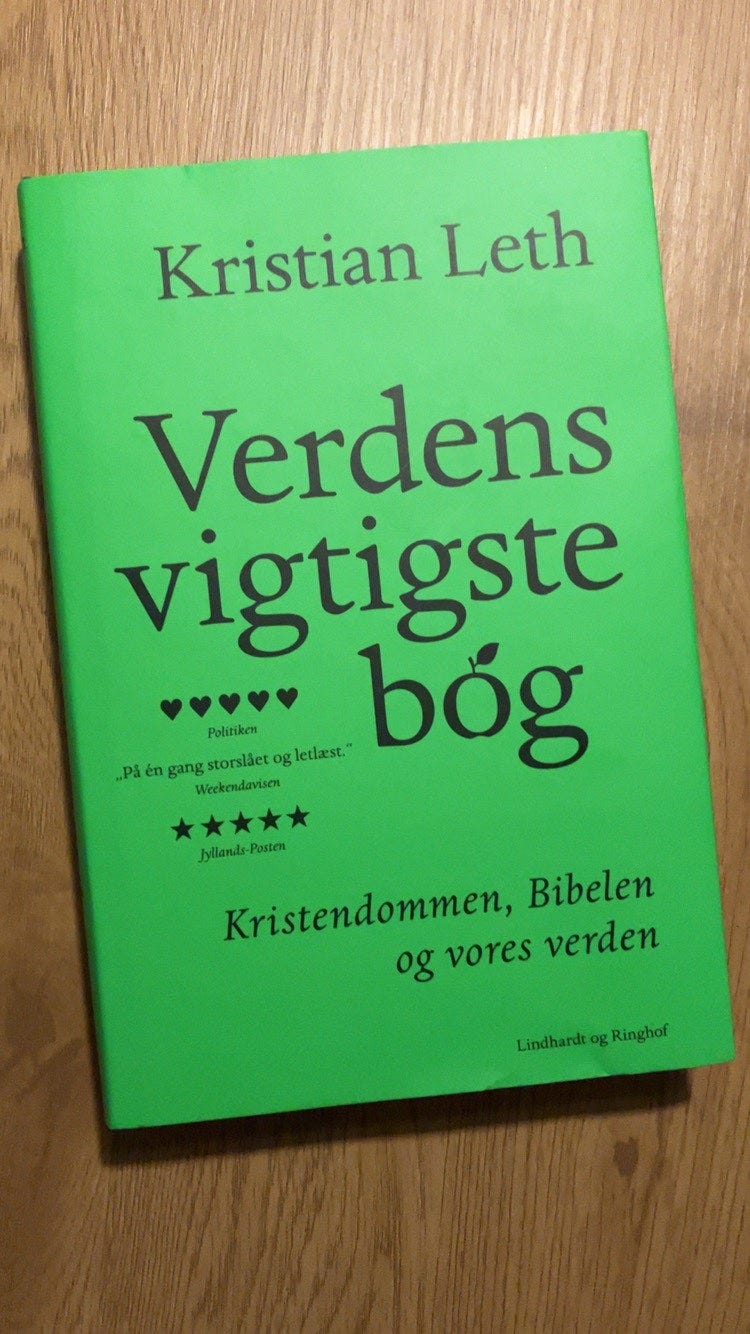 Kristian Leth
Verdens
vigtigste
bog
♥♥♥♥♥
Politiken
„På én gang storslået og letlæst.“
Weekendavisen
★★★★★
Jyllands-Posten
Kristendommen, Bibelen
og vores verden
Lindhardt og Ringhof